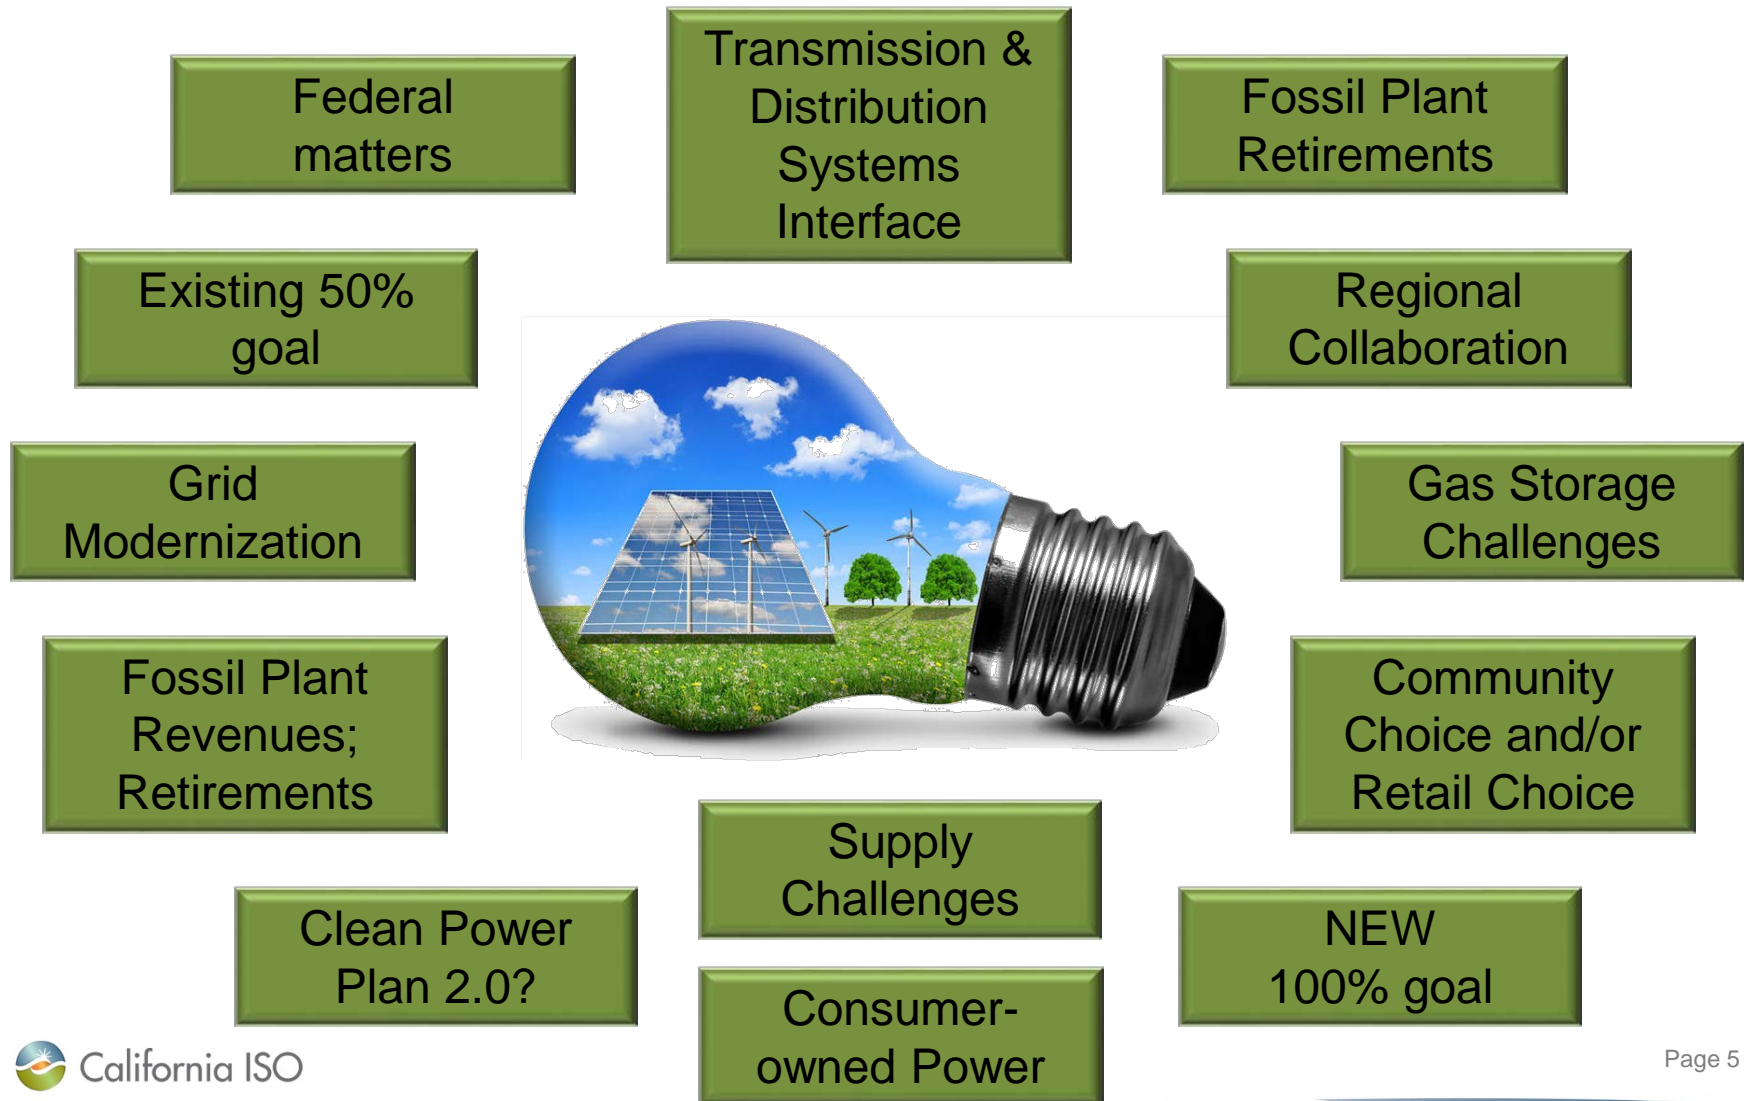 Transmission &
Distribution
Systems
Interface
Federal
matters
Fossil Plant
Retirements
Existing 50%
goal
Regional
Collaboration
Grid
Modernization
Gas Storage
Challenges
Fossil Plant
Revenues;
Retirements
Community
Choice and/or
Retail Choice
Supply
Challenges
Clean Power
Plan 2.0?
NEW
100% goal
Consumer-
owned Power
California ISO
Page 5